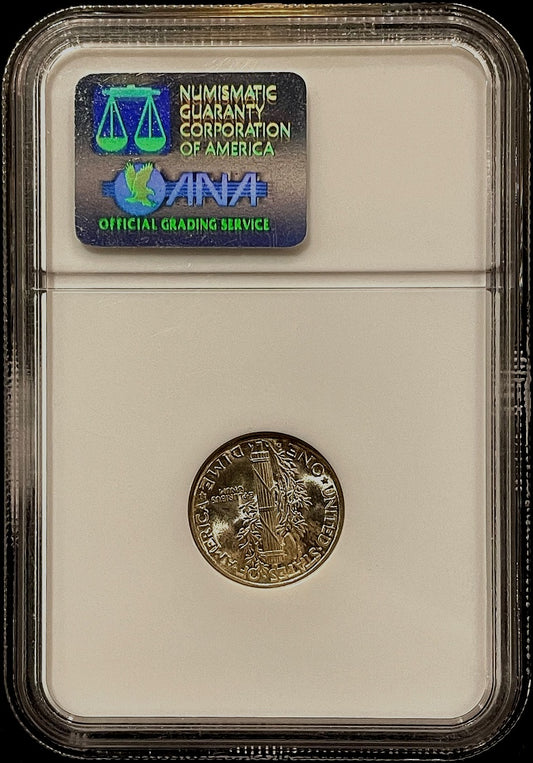 NUMISMATIC
GUARANTY
CORPORATION
OF AMERICA
ANA
OFFICIAL GRADING SERVICE
UNITED STATES OF AMERICA
ONE DIME
E PLURIBUS
UNUM